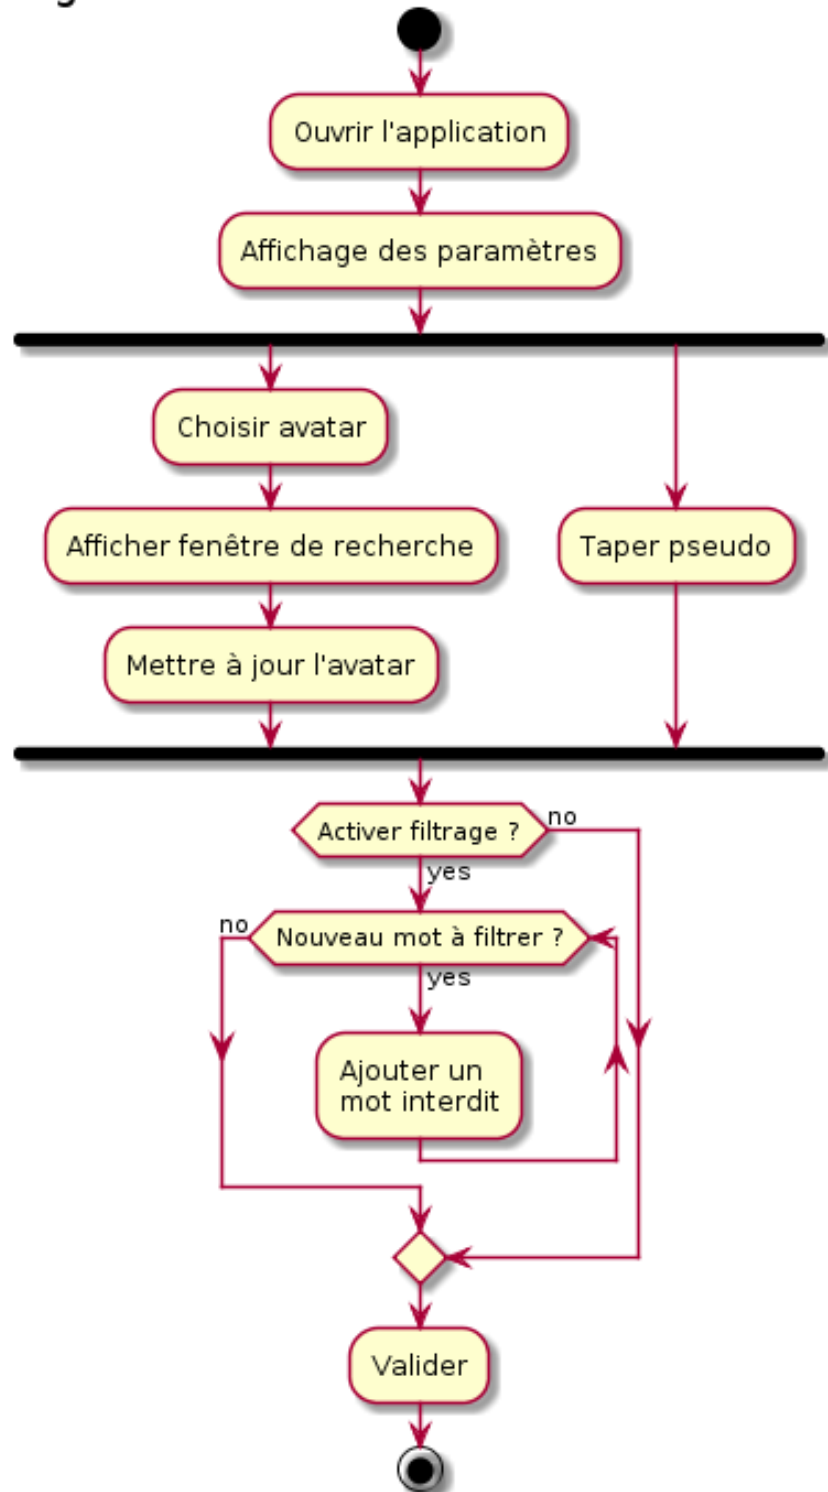 Ouvrir l'application
Affichage des paramètres
Choisir avatar
Afficher fenêtre de recherche
Taper pseudo
Mettre à jour l'avatar
Activer filtrage ?
no
yes
no
Nouveau mot à filtrer ?
yes
Ajouter un
mot interdit
Valider